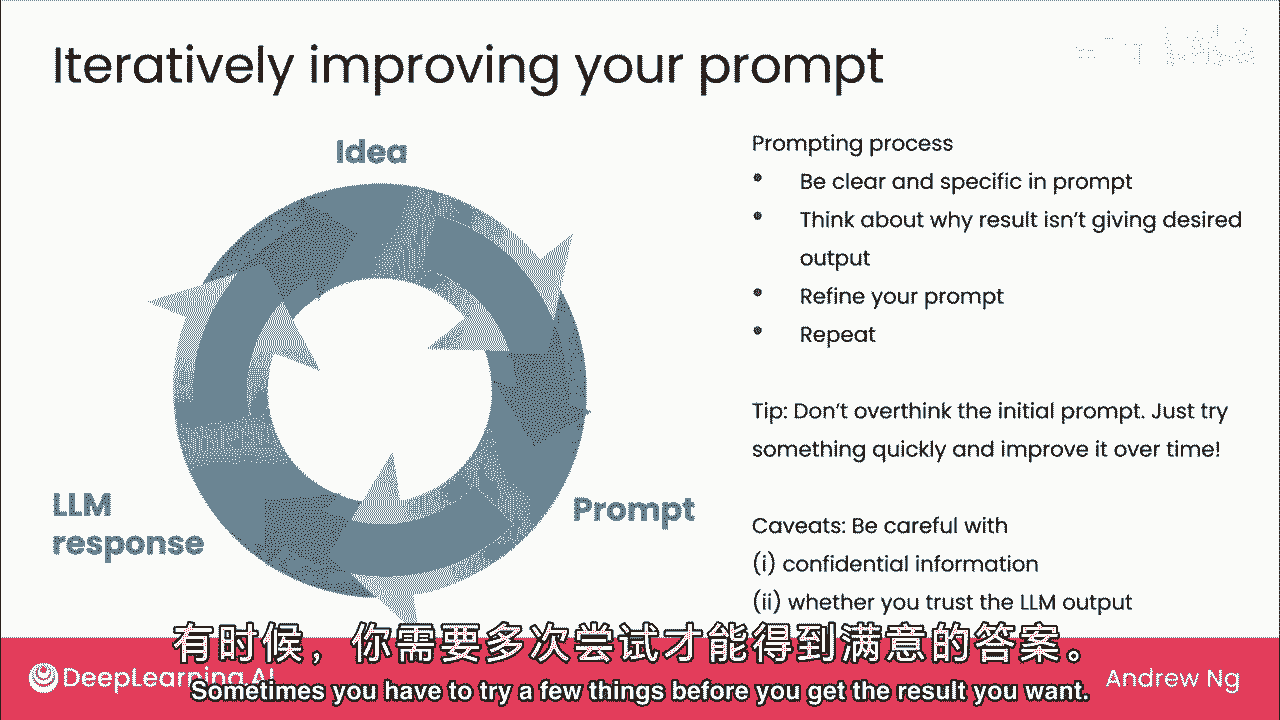 Iteratively improving your prompt
Idea
LLM
response
Prompt
Prompting process
• Be clear and specific in prompt
• Think about why result isn't giving desired
output
• Refine your prompt
• Repeat
Tip: Don't overthink the initial prompt. Just try
something quickly and improve it over time!
Caveats: Be careful with
(i) confidential information
(ii) whether you trust the LLM output
有时候，你需要多次尝试才能得到满意的答案。
DeepLearning.AI
Sometimes you have to try a few things before you get the result you want.
Andrew Ng